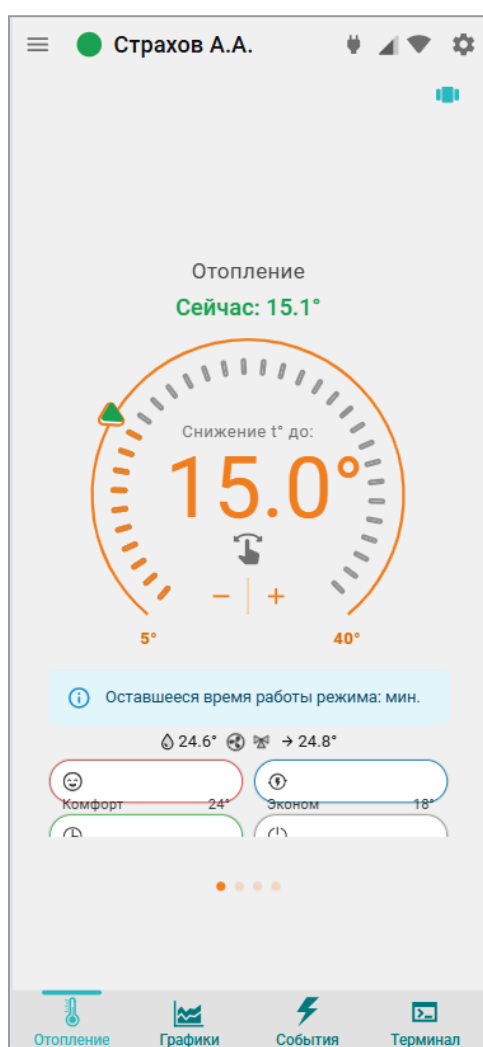 Страхов А.А.
Отопление
Сейчас: 15.1°
Снижение t° до:
15.0°
− +
5° 40°
Оставшееся время работы режима: мин.
24.6° → 24.8°
Комфорт 24° Эконом 18°
Отопление Графики События Терминал